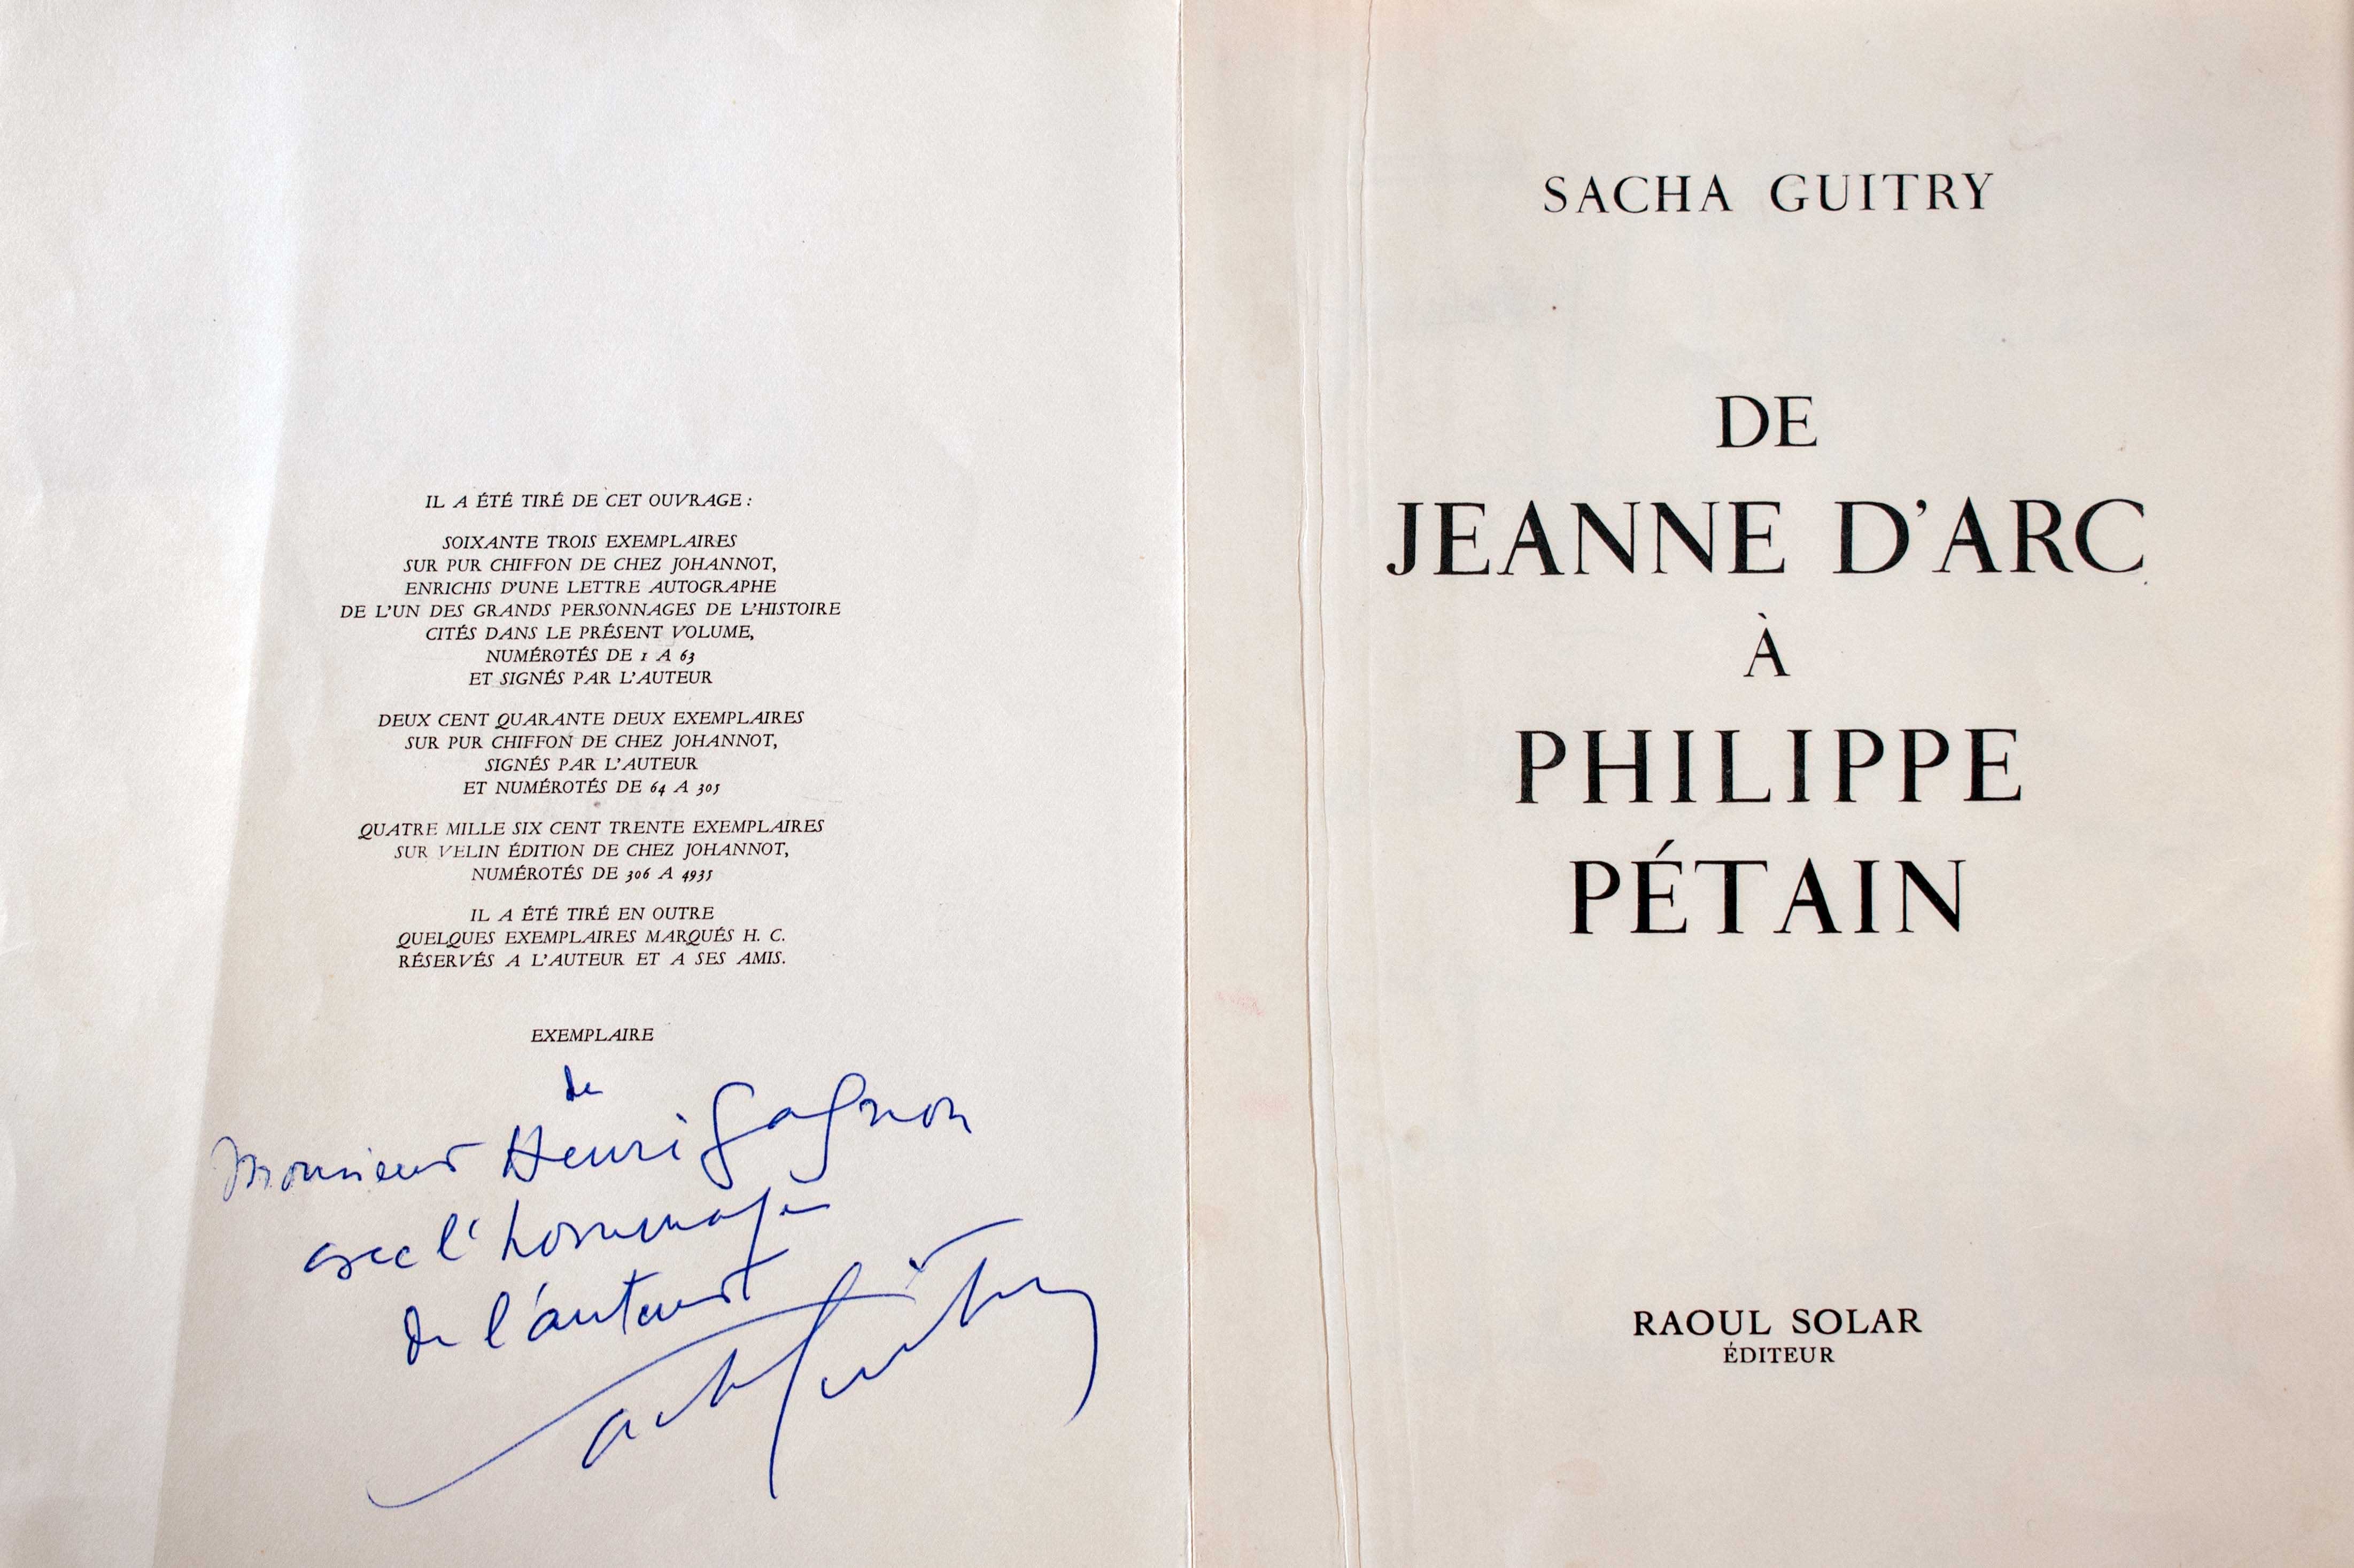 IL A ÉTÉ TIRÉ DE CET OUVRAGE :
SOIXANTE TROIS EXEMPLAIRES
SUR PUR CHIFFON DE CHEZ JOHANNOT,
ENRICHIS D'UNE LETTRE AUTOGRAPHE
DE L'UN DES GRANDS PERSONNAGES DE L'HISTOIRE
CITÉS DANS LE PRÉSENT VOLUME,
NUMÉROTÉS DE 1 A 63
ET SIGNÉS PAR L'AUTEUR
DEUX CENT QUARANTE DEUX EXEMPLAIRES
SUR PUR CHIFFON DE CHEZ JOHANNOT,
SIGNÉS PAR L'AUTEUR
ET NUMÉROTÉS DE 64 A 305
QUATRE MILLE SIX CENT TRENTE EXEMPLAIRES
SUR VELIN ÉDITION DE CHEZ JOHANNOT,
NUMÉROTÉS DE 306 A 4935
IL A ÉTÉ TIRÉ EN OUTRE
QUELQUES EXEMPLAIRES MARQUÉS H. C.
RÉSERVÉS A L'AUTEUR ET A SES AMIS.
EXEMPLAIRE
de
Monsieur Henri Gagnon
avec l'hommage
de l'auteur
Sacha Guitry
SACHA GUITRY
DE
JEANNE D'ARC
À
PHILIPPE
PÉTAIN
RAOUL SOLAR
ÉDITEUR